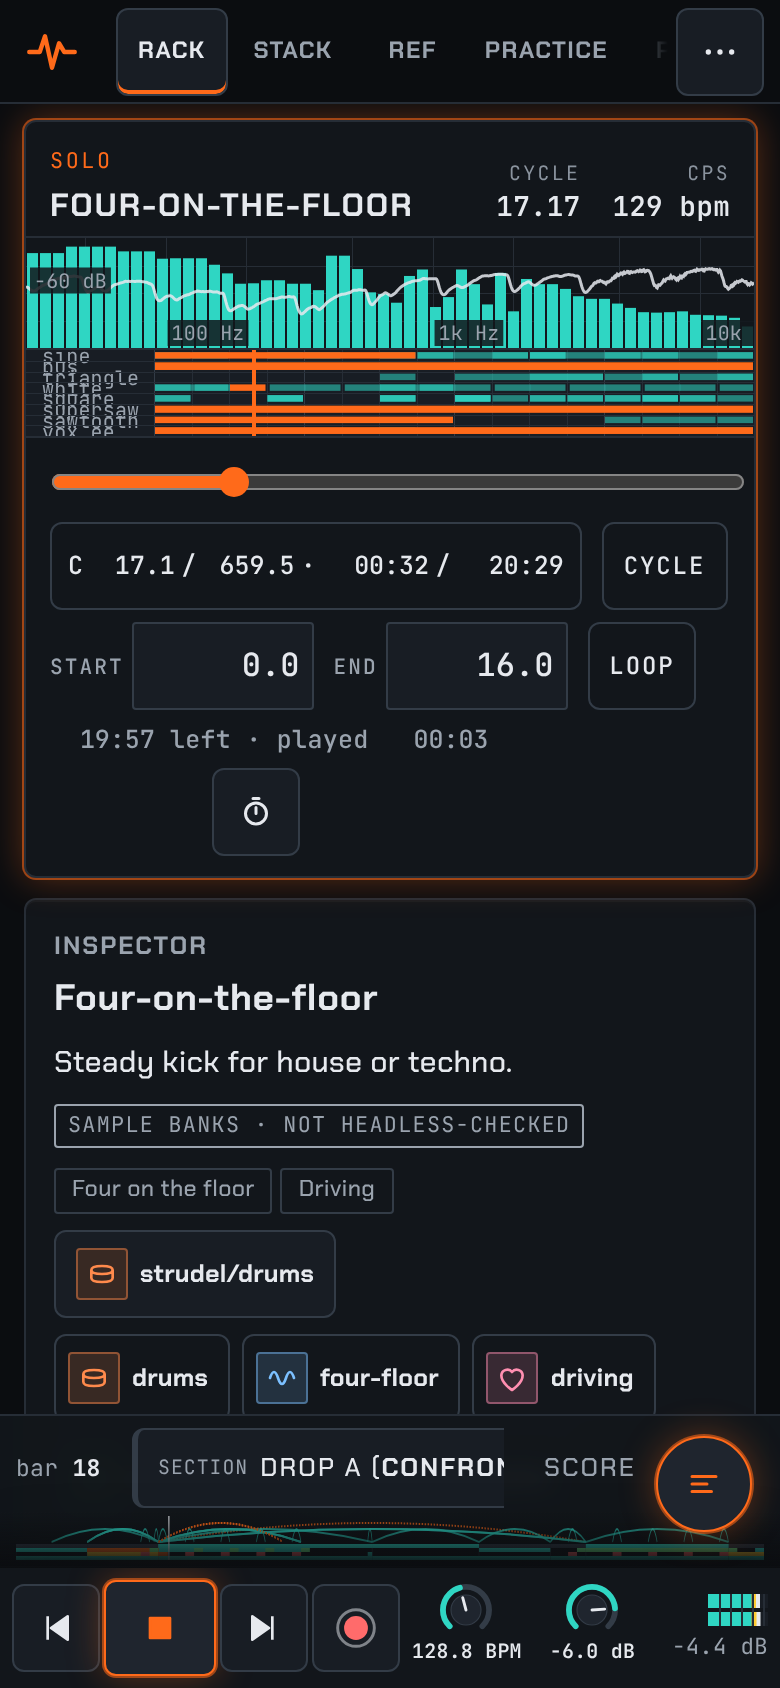 RACK STACK REF PRACTICE
SOLO
FOUR-ON-THE-FLOOR
CYCLE CPS
17.17 129 bpm
-60 dB
100 Hz 1k Hz 10k
sine
bus
triangle
white
square
supersaw
sawtooth
vox ee
C 17.1 / 659.5 · 00:32 / 20:29
CYCLE
START 0.0 END 16.0 LOOP
19:57 left · played 00:03
INSPECTOR
Four-on-the-floor
Steady kick for house or techno.
SAMPLE BANKS · NOT HEADLESS-CHECKED
Four on the floor Driving
strudel/drums
drums four-floor driving
bar 18 SECTION DROP A (CONFRON SCORE
128.8 BPM -6.0 dB -4.4 dB